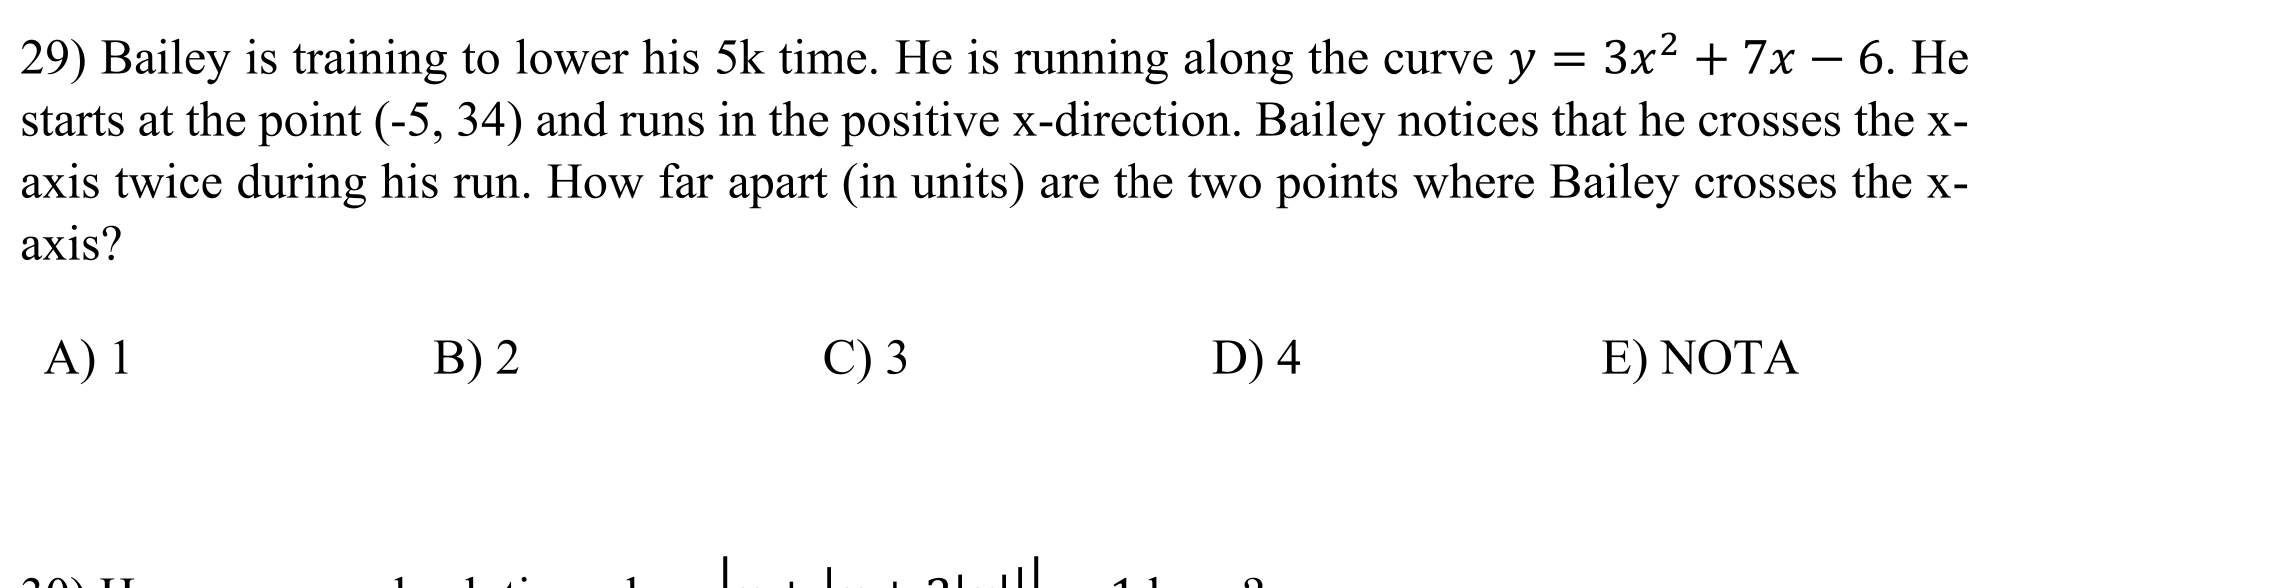 29) Bailey is training to lower his 5k time. He is running along the curve y = 3x² + 7x − 6. He
starts at the point (-5, 34) and runs in the positive x-direction. Bailey notices that he crosses the x-
axis twice during his run. How far apart (in units) are the two points where Bailey crosses the x-
axis?
A) 1 B) 2 C) 3 D) 4 E) NOTA